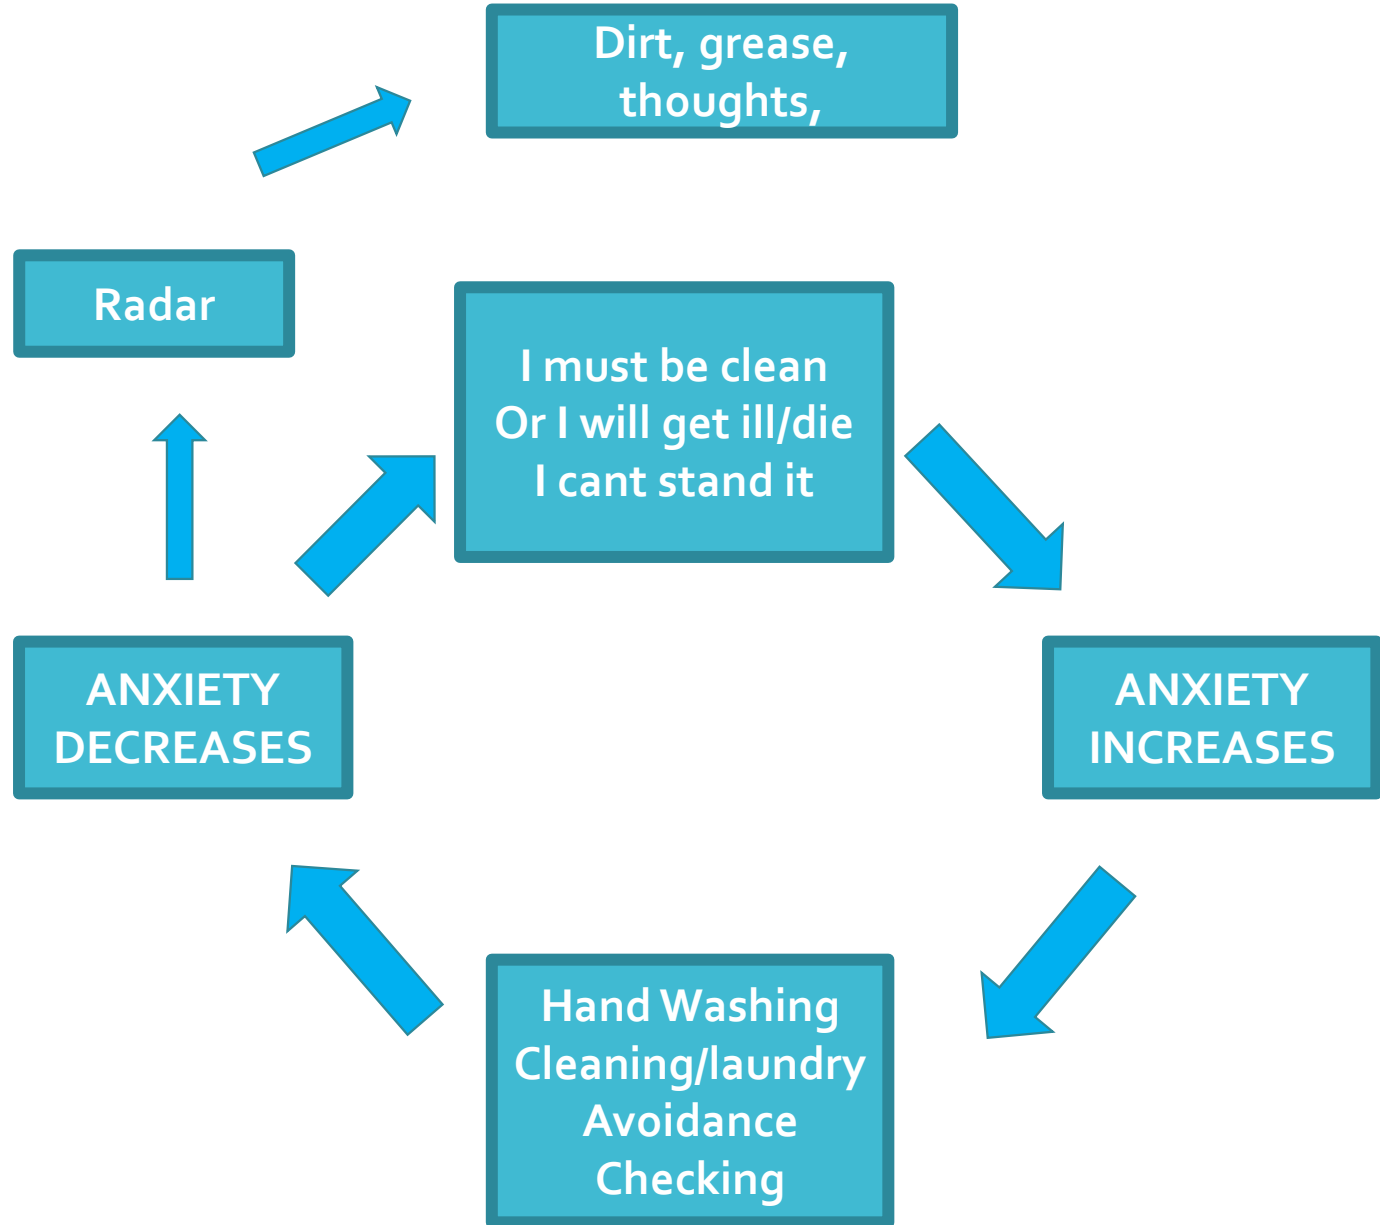 Dirt, grease,
thoughts,
Radar
I must be clean
Or I will get ill/die
I cant stand it
ANXIETY
DECREASES
ANXIETY
INCREASES
Hand Washing
Cleaning/laundry
Avoidance
Checking